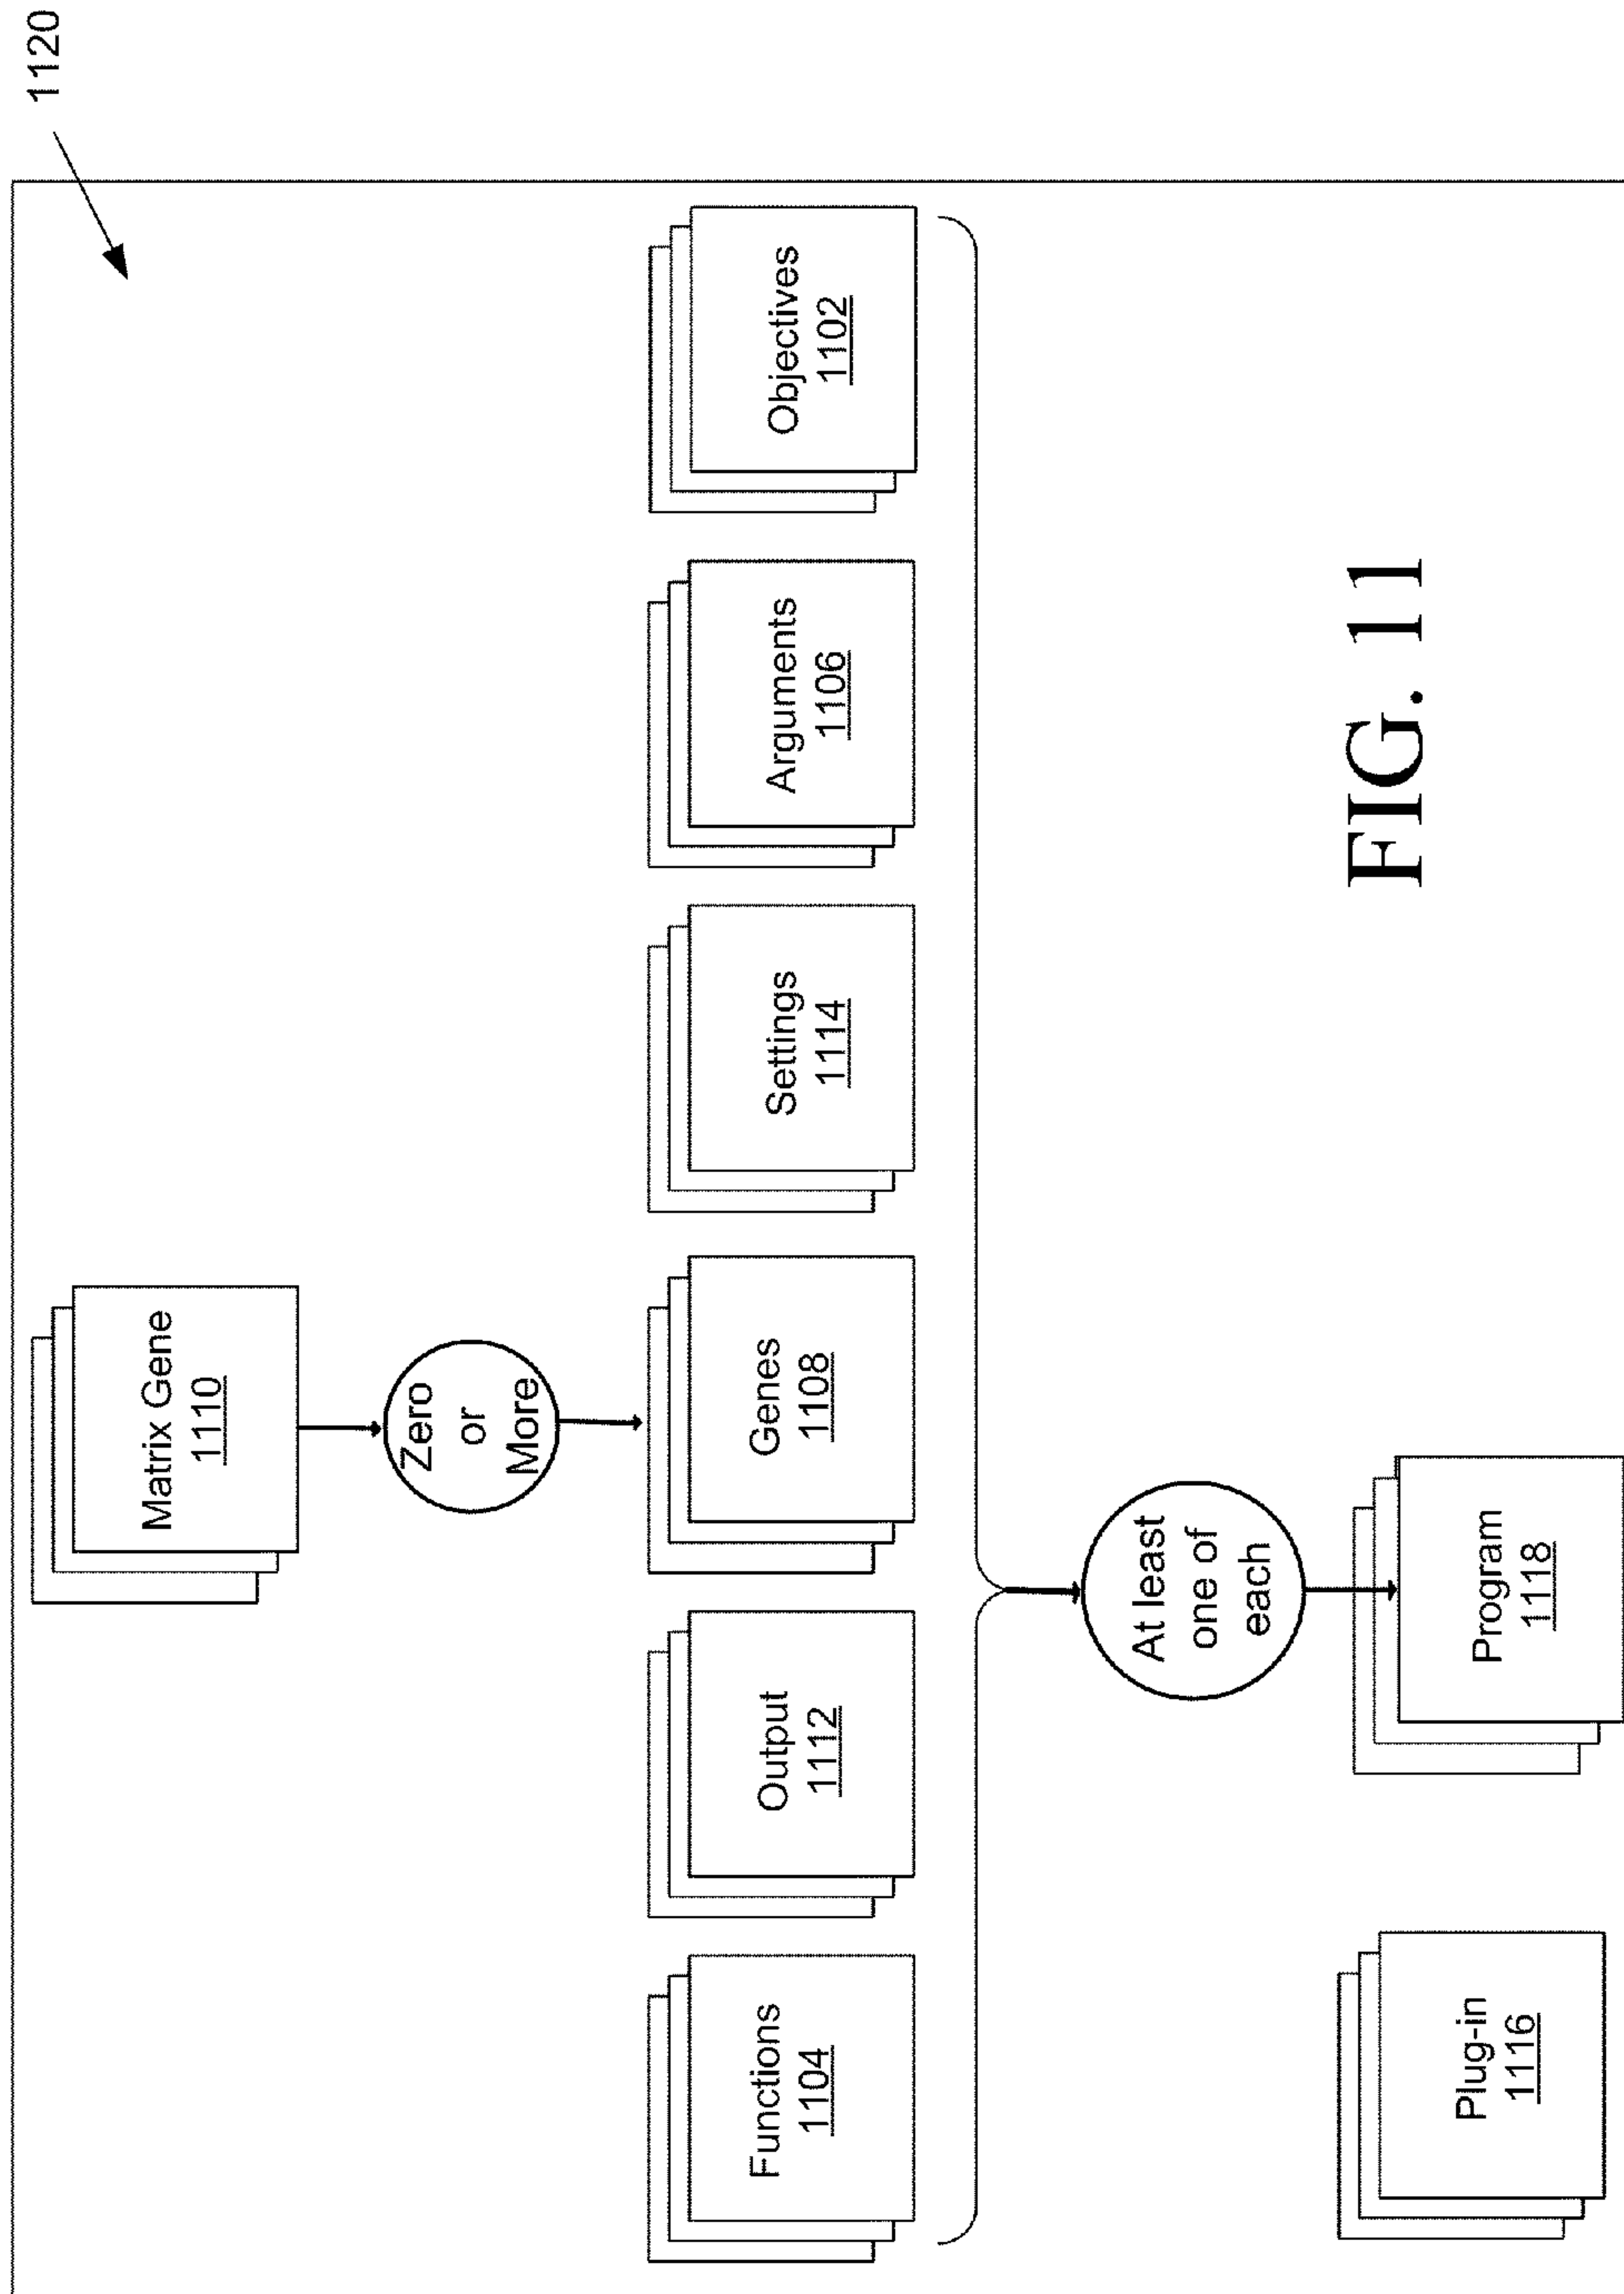 1120
Matrix Gene
1110
Zero
or
More
Functions
1104
Output
1112
Genes
1108
Settings
1114
Arguments
1106
Objectives
1102
At least
one of
each
Plug-in
1116
Program
1118
FIG. 11